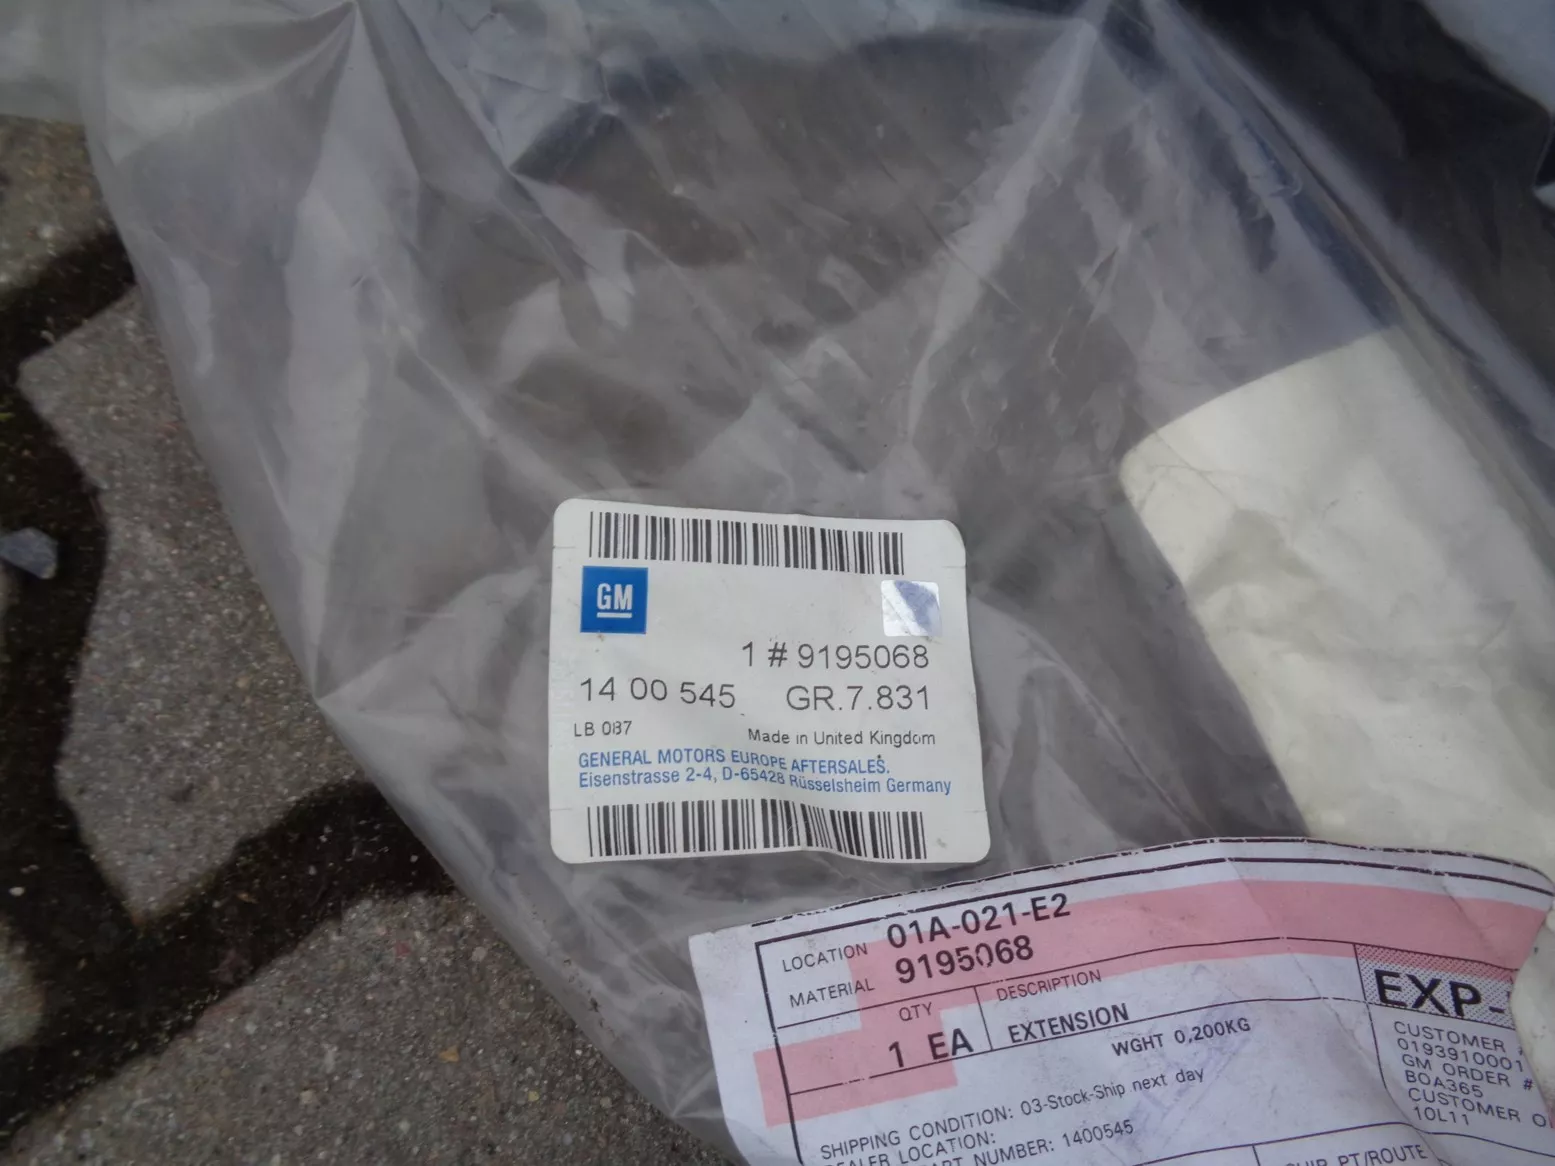 GM
1 # 9195068
14 00 545 GR.7.831
LB 087
Made in United Kingdom
GENERAL MOTORS EUROPE AFTERSALES.
Eisenstrasse 2-4, D-65428 Rüsselsheim Germany
LOCATION 01A-021-E2
MATERIAL 9195068
QTY DESCRIPTION
1 EA EXTENSION
WGHT 0,200KG
SHIPPING CONDITION: 03-Stock-Ship next day
DEALER LOCATION:
PART NUMBER: 1400545
EXP-
CUSTOMER #
0193910001
GM ORDER #
BOA365
CUSTOMER O
10L11
SHIP PT/ROUTE